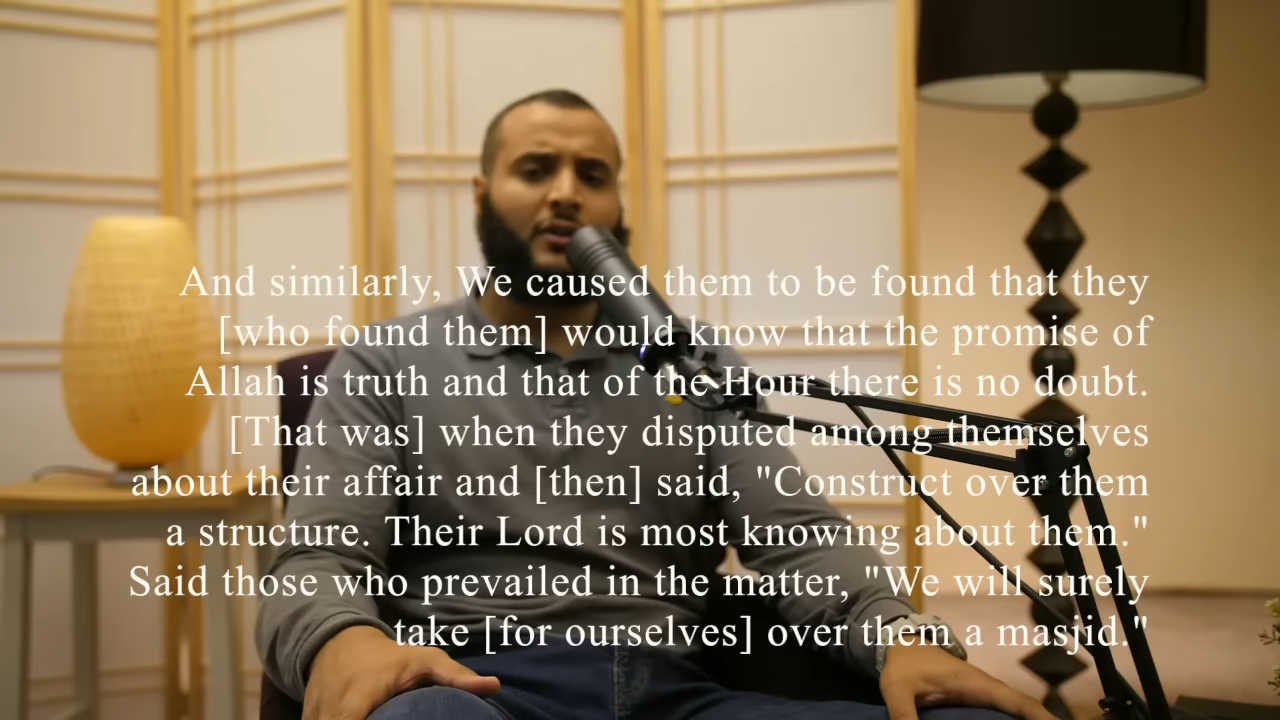 And similarly, We caused them to be found that they
[who found them] would know that the promise of
Allah is truth and that of the Hour there is no doubt.
[That was] when they disputed among themselves
about their affair and [then] said, "Construct over them
a structure. Their Lord is most knowing about them."
Said those who prevailed in the matter, "We will surely
take [for ourselves] over them a masjid."